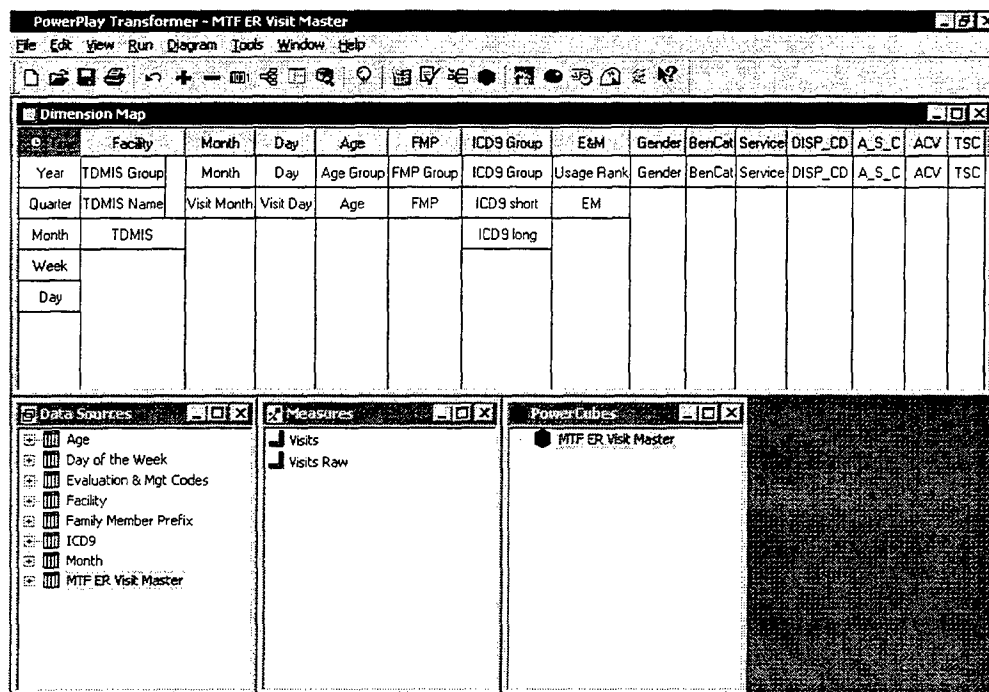 PowerPlay Transformer - MTF ER Visit Master
File Edit View Run Diagram Tools Window Help
Dimension Map
Facility Month Day Age FMP ICD9 Group E&M Gender BenCat Service DISP_CD A_S_C ACV TSC
Year TDMIS Group Month Day Age Group FMP Group ICD9 Group Usage Rank Gender BenCat Service DISP_CD A_S_C ACV TSC
Quarter TDMIS Name Visit Month Visit Day Age FMP ICD9 short EM
Month TDMIS ICD9 long
Week
Day
Data Sources
Age
Day of the Week
Evaluation & Mgt Codes
Facility
Family Member Prefix
ICD9
Month
MTF ER Visit Master
Measures
Visits
Visits Raw
PowerCubes
MTF ER Visit Master